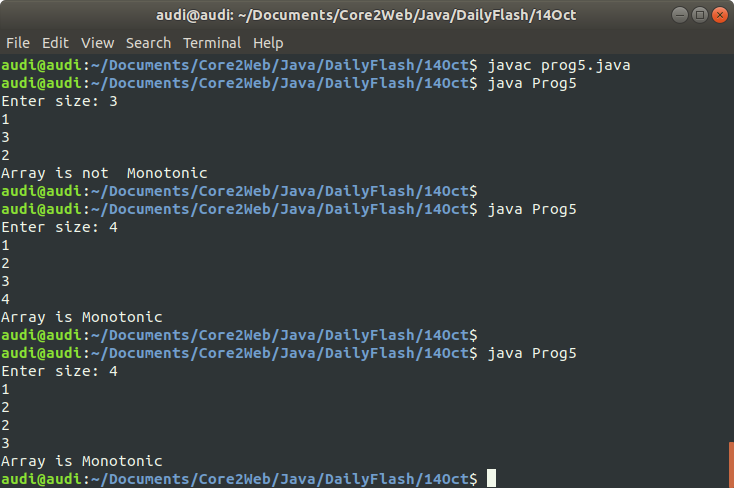 audi@audi: ~/Documents/Core2Web/Java/DailyFlash/14Oct
File Edit View Search Terminal Help
audi@audi:~/Documents/Core2Web/Java/DailyFlash/14Oct$ javac prog5.java
audi@audi:~/Documents/Core2Web/Java/DailyFlash/14Oct$ java Prog5
Enter size: 3
1
3
2
Array is not  Monotonic
audi@audi:~/Documents/Core2Web/Java/DailyFlash/14Oct$
audi@audi:~/Documents/Core2Web/Java/DailyFlash/14Oct$ java Prog5
Enter size: 4
1
2
3
4
Array is Monotonic
audi@audi:~/Documents/Core2Web/Java/DailyFlash/14Oct$
audi@audi:~/Documents/Core2Web/Java/DailyFlash/14Oct$ java Prog5
Enter size: 4
1
2
2
3
Array is Monotonic
audi@audi:~/Documents/Core2Web/Java/DailyFlash/14Oct$